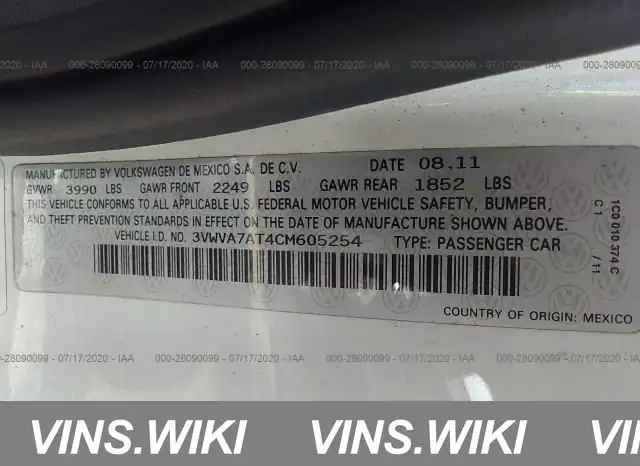 000-28090099 - 07/17/2020 - IAA 000-28090099 - 07/17/2020 - IAA 000-28090099 - 07/17/2020 - IAA
MANUFACTURED BY VOLKSWAGEN DE MEXICO S.A. DE C.V. DATE 08.11
GVWR 3990 LBS GAWR FRONT 2249 LBS GAWR REAR 1852 LBS
THIS VEHICLE CONFORMS TO ALL APPLICABLE U.S. FEDERAL MOTOR VEHICLE SAFETY, BUMPER,
AND THEFT PREVENTION STANDARDS IN EFFECT ON THE DATE OF MANUFACTURE SHOWN ABOVE.
VEHICLE I.D. NO. 3VWVA7AT4CM605254 TYPE: PASSENGER CAR
COUNTRY OF ORIGIN: MEXICO
1C0 010 374 C
C1 /11
000-28090099 - 07/17/2020 - IAA 000-28090099 - 07/17/2020 - IAA 000-28090099 - 07/17/2020 - IAA
VINS.WIKI VINS.WIKI